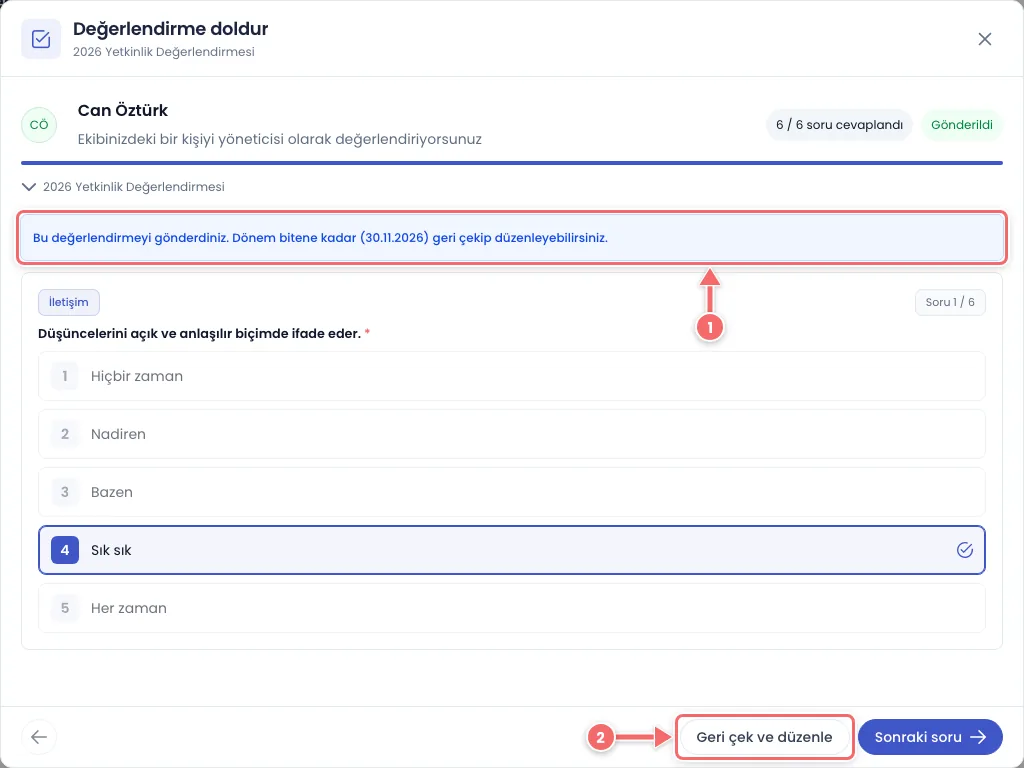 Değerlendirme doldur
2026 Yetkinlik Değerlendirmesi
CÖ
Can Öztürk
Ekibinizdeki bir kişiyi yöneticisi olarak değerlendiriyorsunuz
6 / 6 soru cevaplandı
Gönderildi
2026 Yetkinlik Değerlendirmesi
Bu değerlendirmeyi gönderdiniz. Dönem bitene kadar (30.11.2026) geri çekip düzenleyebilirsiniz.
1
İletişim
Soru 1 / 6
Düşüncelerini açık ve anlaşılır biçimde ifade eder. *
1 Hiçbir zaman
2 Nadiren
3 Bazen
4 Sık sık
5 Her zaman
2
Geri çek ve düzenle
Sonraki soru